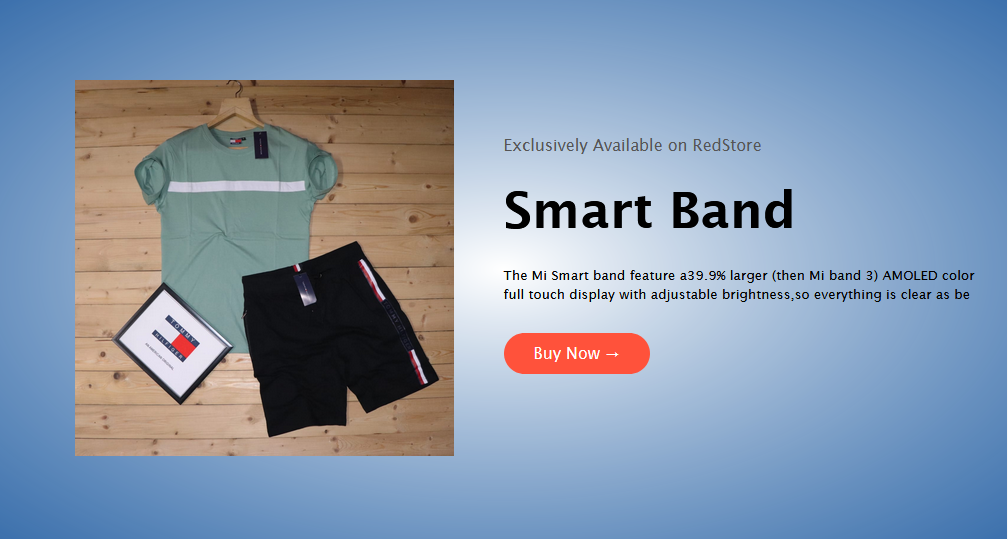 Exclusively Available on RedStore
Smart Band
The Mi Smart band feature a39.9% larger (then Mi band 3) AMOLED color
full touch display with adjustable brightness,so everything is clear as be
Buy Now →
TOMMY
HILFIGER